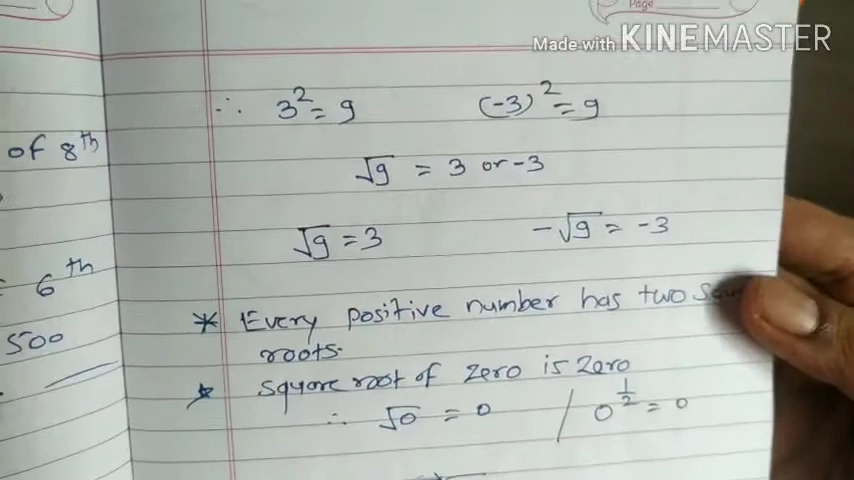 Page
Made with KINEMASTER
∴ 3² = 9 (-3)² = 9
of 8th
√9 = 3 or -3
√9 = 3 -√9 = -3
= 6th
* Every positive number has two
500
roots.
* square root of zero is zero
∴ √0 = 0 / 0^1/2 = 0